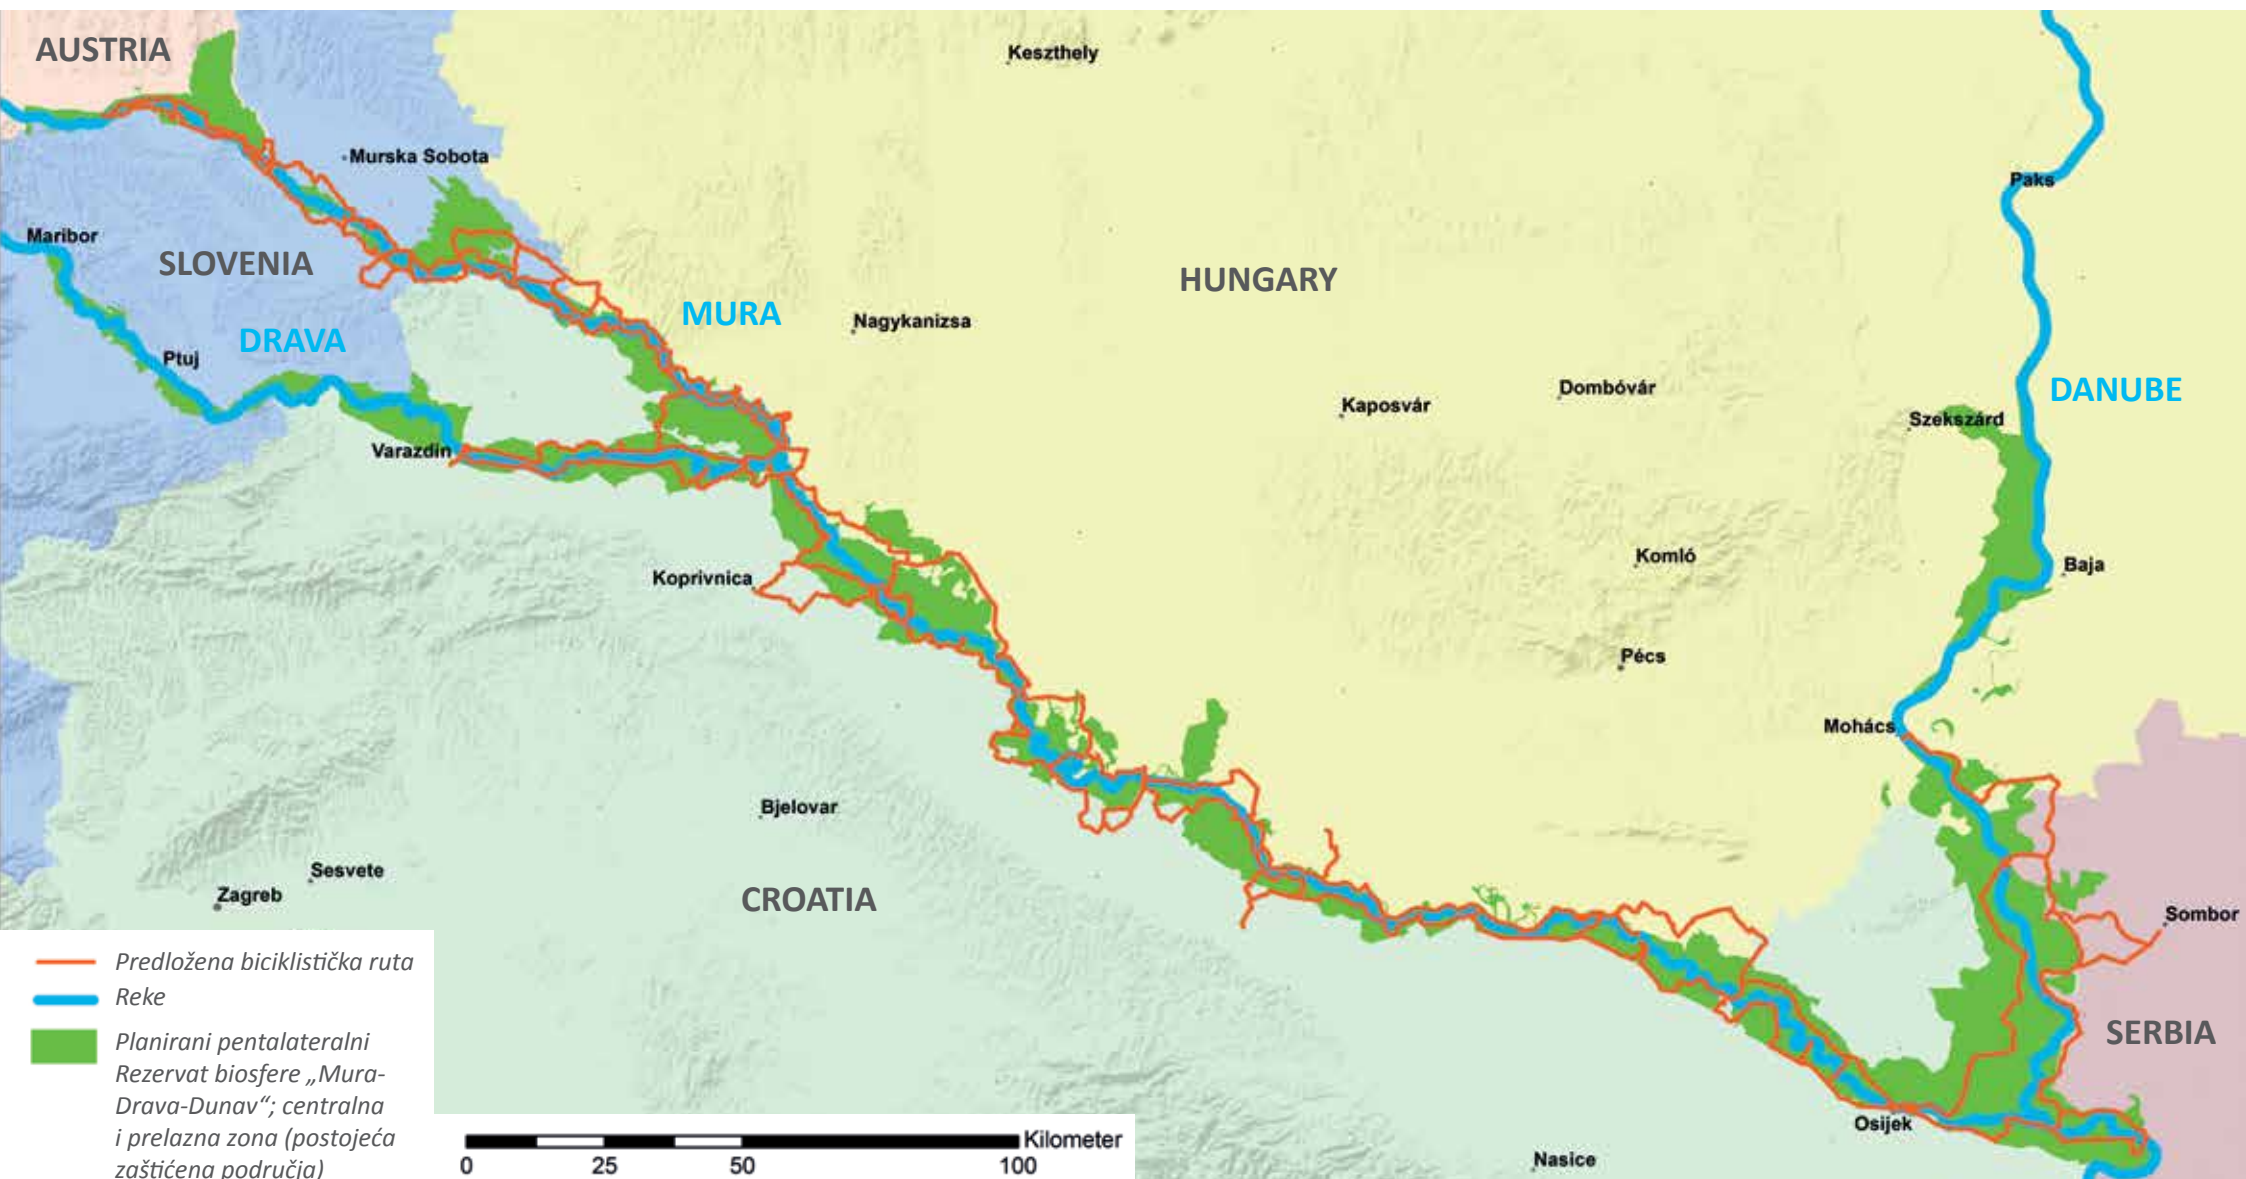 AUSTRIA
Keszthely
Murska Sobota
Paks
Maribor
SLOVENIA
HUNGARY
MURA
Nagykanizsa
DRAVA
Ptuj
Dombóvár
DANUBE
Kaposvár
Szekszárd
Varazdin
Komló
Baja
Koprivnica
Pécs
Mohács
Bjelovar
Sesvete
Zagreb
CROATIA
Sombor
SERBIA
Osijek
Nasice
Predložena biciklistička ruta
Reke
Planirani pentalateralni
Rezervat biosfere „Mura-
Drava-Dunav“; centralna
i prelazna zona (postojeća
zaštićena područja)
Kilometer
0 25 50 100